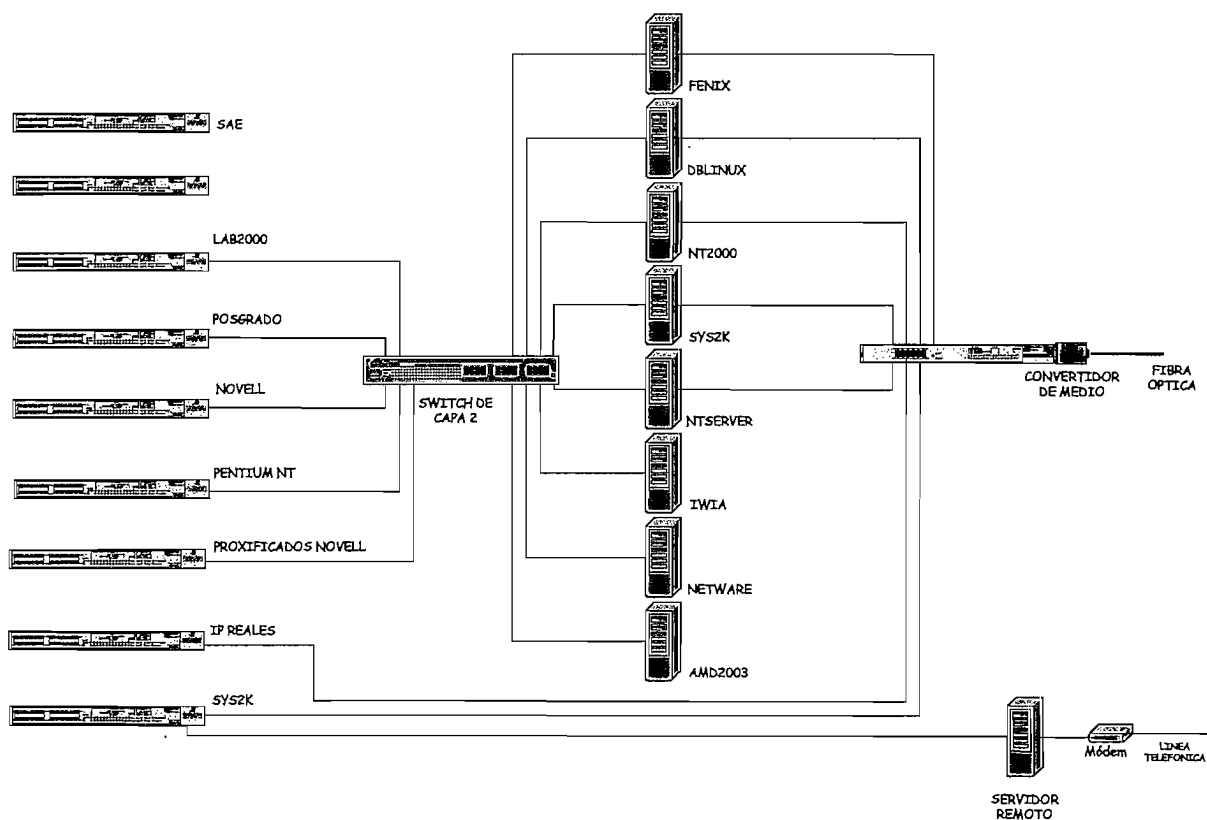 FENIX
SAE
DBLINUX
LAB2000
NT2000
POSGRADO
SYS2K
NOVELL
SWITCH DE
CAPA 2
NTSERVER
CONVERTIDOR
DE MEDIO
FIBRA
OPTICA
PENTIUM NT
IWIA
PROXIFICADOS NOVELL
NETWARE
IP REALES
AMD2003
SYS2K
Módem
LINEA
TELEFONICA
SERVIDOR
REMOTO